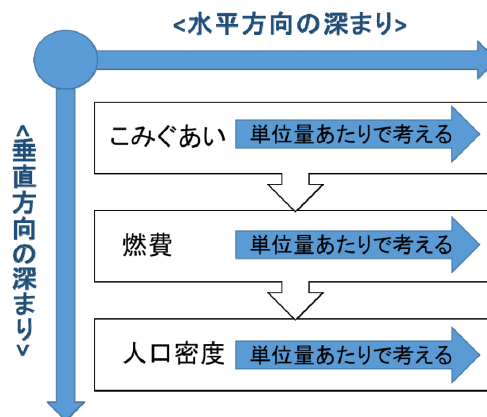 <水平方向の深まり>
<垂直方向の深まり>
こみぐあい 単位量あたりで考える
燃費 単位量あたりで考える
人口密度 単位量あたりで考える